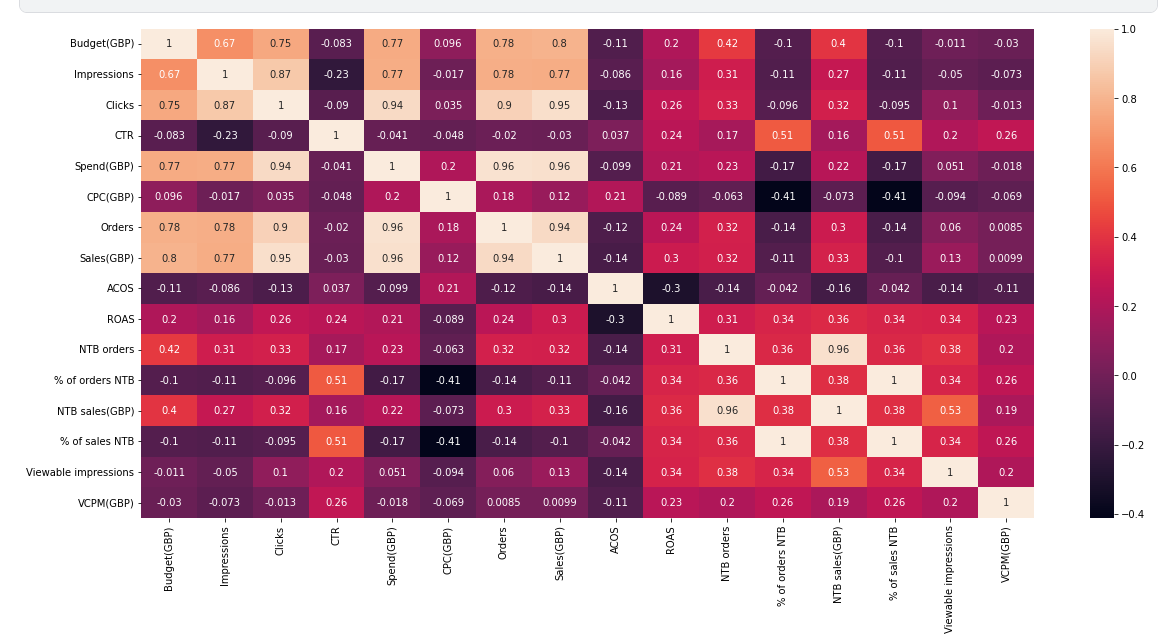 Budget(GBP) 1 0.67 0.75 -0.083 0.77 0.096 0.78 0.8 -0.11 0.2 0.42 -0.1 0.4 -0.1 -0.011 -0.03
Impressions 0.67 1 0.87 -0.23 0.77 -0.017 0.78 0.77 -0.086 0.16 0.31 -0.11 0.27 -0.11 -0.05 -0.073
Clicks 0.75 0.87 1 -0.09 0.94 0.035 0.9 0.95 -0.13 0.26 0.33 -0.096 0.32 -0.095 0.1 -0.013
CTR -0.083 -0.23 -0.09 1 -0.041 -0.048 -0.02 -0.03 0.037 0.24 0.17 0.51 0.16 0.51 0.2 0.26
Spend(GBP) 0.77 0.77 0.94 -0.041 1 0.2 0.96 0.96 -0.099 0.21 0.23 -0.17 0.22 -0.17 0.051 -0.018
CPC(GBP) 0.096 -0.017 0.035 -0.048 0.2 1 0.18 0.12 0.21 -0.089 -0.063 -0.41 -0.073 -0.41 -0.094 -0.069
Orders 0.78 0.78 0.9 -0.02 0.96 0.18 1 0.94 -0.12 0.24 0.32 -0.14 0.3 -0.14 0.06 0.0085
Sales(GBP) 0.8 0.77 0.95 -0.03 0.96 0.12 0.94 1 -0.14 0.3 0.32 -0.11 0.33 -0.1 0.13 0.0099
ACOS -0.11 -0.086 -0.13 0.037 -0.099 0.21 -0.12 -0.14 1 -0.3 -0.14 -0.042 -0.16 -0.042 -0.14 -0.11
ROAS 0.2 0.16 0.26 0.24 0.21 -0.089 0.24 0.3 -0.3 1 0.31 0.34 0.36 0.34 0.34 0.23
NTB orders 0.42 0.31 0.33 0.17 0.23 -0.063 0.32 0.32 -0.14 0.31 1 0.36 0.96 0.36 0.38 0.2
% of orders NTB -0.1 -0.11 -0.096 0.51 -0.17 -0.41 -0.14 -0.11 -0.042 0.34 0.36 1 0.38 1 0.34 0.26
NTB sales(GBP) 0.4 0.27 0.32 0.16 0.22 -0.073 0.3 0.33 -0.16 0.36 0.96 0.38 1 0.38 0.53 0.19
% of sales NTB -0.1 -0.11 -0.095 0.51 -0.17 -0.41 -0.14 -0.1 -0.042 0.34 0.36 1 0.38 1 0.34 0.26
Viewable impressions -0.011 -0.05 0.1 0.2 0.051 -0.094 0.06 0.13 -0.14 0.34 0.38 0.34 0.53 0.34 1 0.2
VCPM(GBP) -0.03 -0.073 -0.013 0.26 -0.018 -0.069 0.0085 0.0099 -0.11 0.23 0.2 0.26 0.19 0.26 0.2 1
Budget(GBP)
Impressions
Clicks
CTR
Spend(GBP)
CPC(GBP)
Orders
Sales(GBP)
ACOS
ROAS
NTB orders
% of orders NTB
NTB sales(GBP)
% of sales NTB
Viewable impressions
VCPM(GBP)
1.0
0.8
0.6
0.4
0.2
0.0
−0.2
−0.4